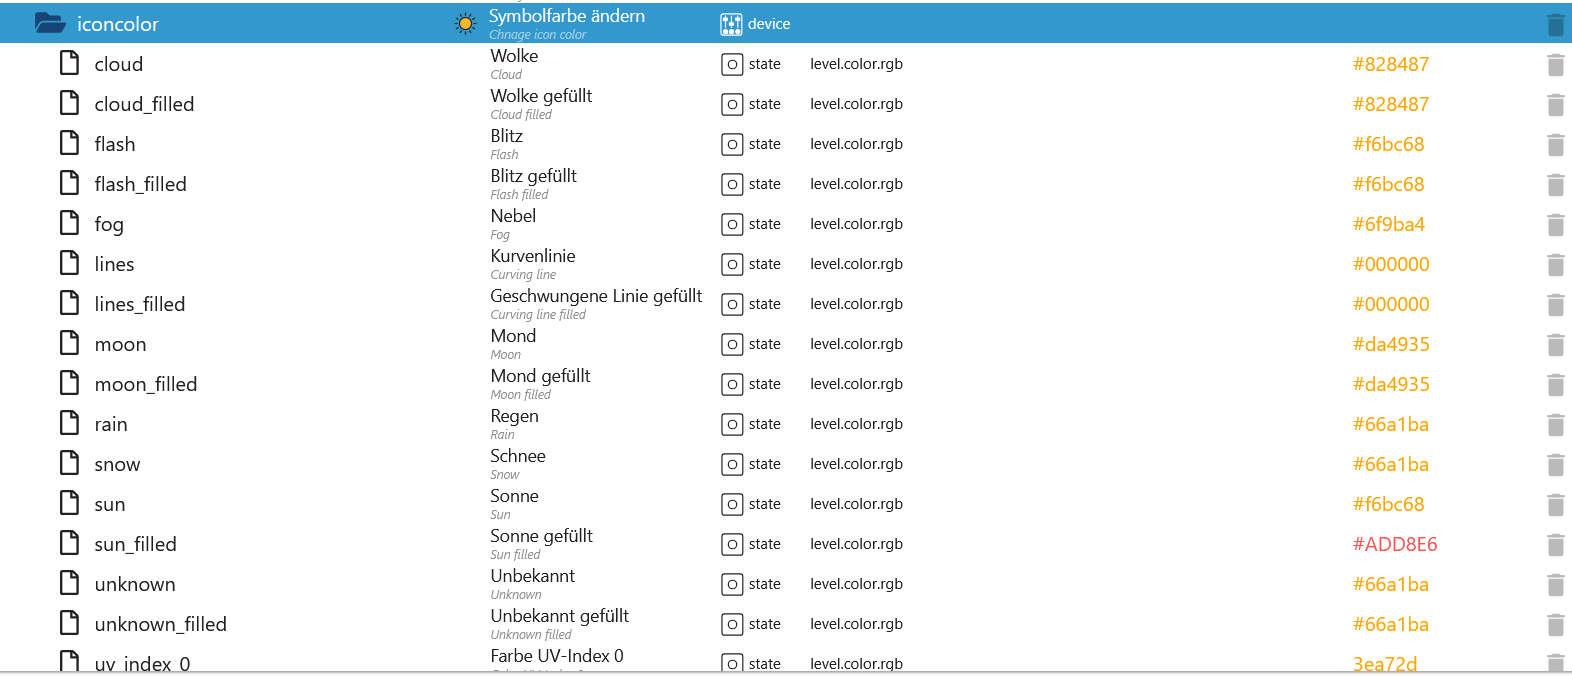 iconcolor Symbolfarbe ändern device
Chnage icon color
cloud Wolke state level.color.rgb #828487
Cloud
cloud_filled Wolke gefüllt state level.color.rgb #828487
Cloud filled
flash Blitz state level.color.rgb #f6bc68
Flash
flash_filled Blitz gefüllt state level.color.rgb #f6bc68
Flash filled
fog Nebel state level.color.rgb #6f9ba4
Fog
lines Kurvenlinie state level.color.rgb #000000
Curving line
lines_filled Geschwungene Linie gefüllt state level.color.rgb #000000
Curving line filled
moon Mond state level.color.rgb #da4935
Moon
moon_filled Mond gefüllt state level.color.rgb #da4935
Moon filled
rain Regen state level.color.rgb #66a1ba
Rain
snow Schnee state level.color.rgb #66a1ba
Snow
sun Sonne state level.color.rgb #f6bc68
Sun
sun_filled Sonne gefüllt state level.color.rgb #ADD8E6
Sun filled
unknown Unbekannt state level.color.rgb #66a1ba
Unknown
unknown_filled Unbekannt gefüllt state level.color.rgb #66a1ba
Unknown filled
uv_index_0 Farbe UV-Index 0 state level.color.rgb 3ea72d